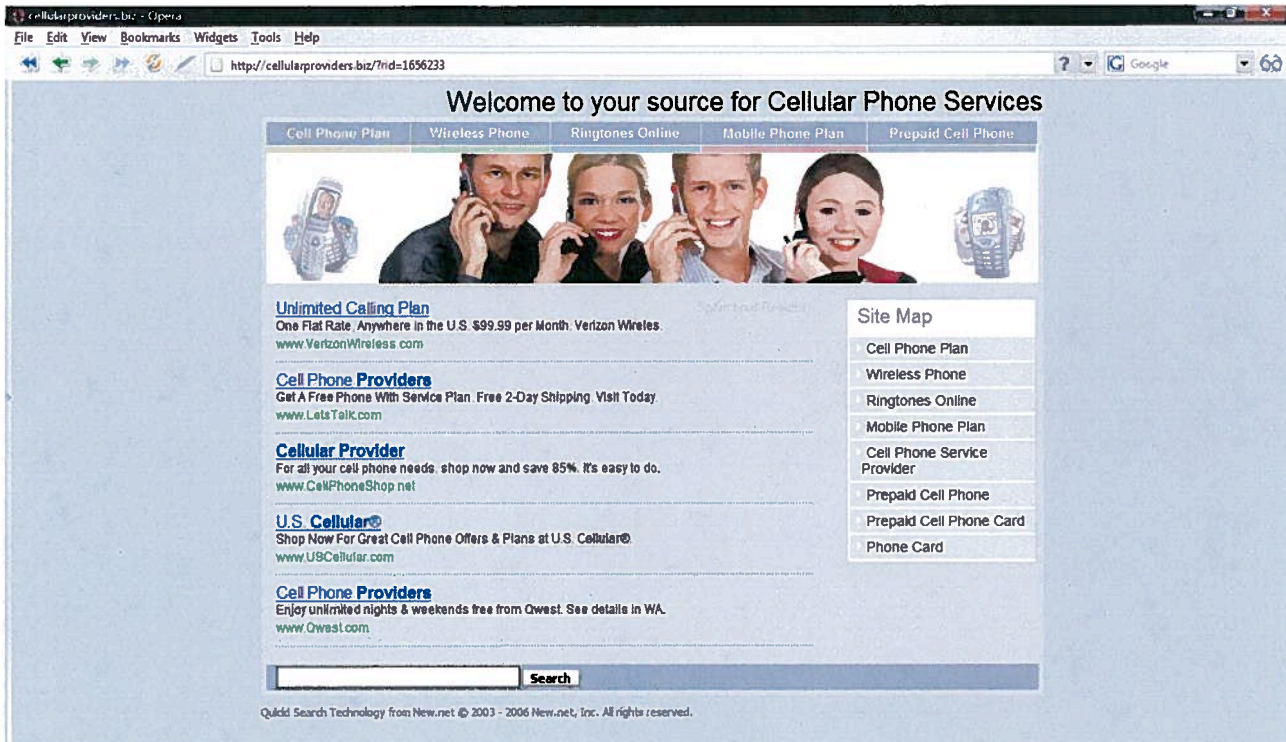 cellularproviders.biz - Opera
File Edit View Bookmarks Widgets Tools Help
http://cellularproviders.biz/?rid=1656233
? Google
Welcome to your source for Cellular Phone Services
Cell Phone Plan Wireless Phone Ringtones Online Mobile Phone Plan Prepaid Cell Phone
Unlimited Calling Plan
One Flat Rate, Anywhere in the U.S. $99.99 per Month. Verizon Wireles.
www.VerizonWireless.com
Cell Phone Providers
Get A Free Phone With Service Plan. Free 2-Day Shipping. Visit Today.
www.LetsTalk.com
Cellular Provider
For all your cell phone needs, shop now and save 85%. It's easy to do.
www.CellPhoneShop.net
U.S. Cellular®
Shop Now For Great Cell Phone Offers & Plans at U.S. Cellular®.
www.USCellular.com
Cell Phone Providers
Enjoy unlimited nights & weekends free from Qwest. See details in WA.
www.Qwest.com
Site Map
Cell Phone Plan
Wireless Phone
Ringtones Online
Mobile Phone Plan
Cell Phone Service
Provider
Prepaid Cell Phone
Prepaid Cell Phone Card
Phone Card
Search
Search Technology from New.net © 2003 - 2006 New.net, Inc. All rights reserved.